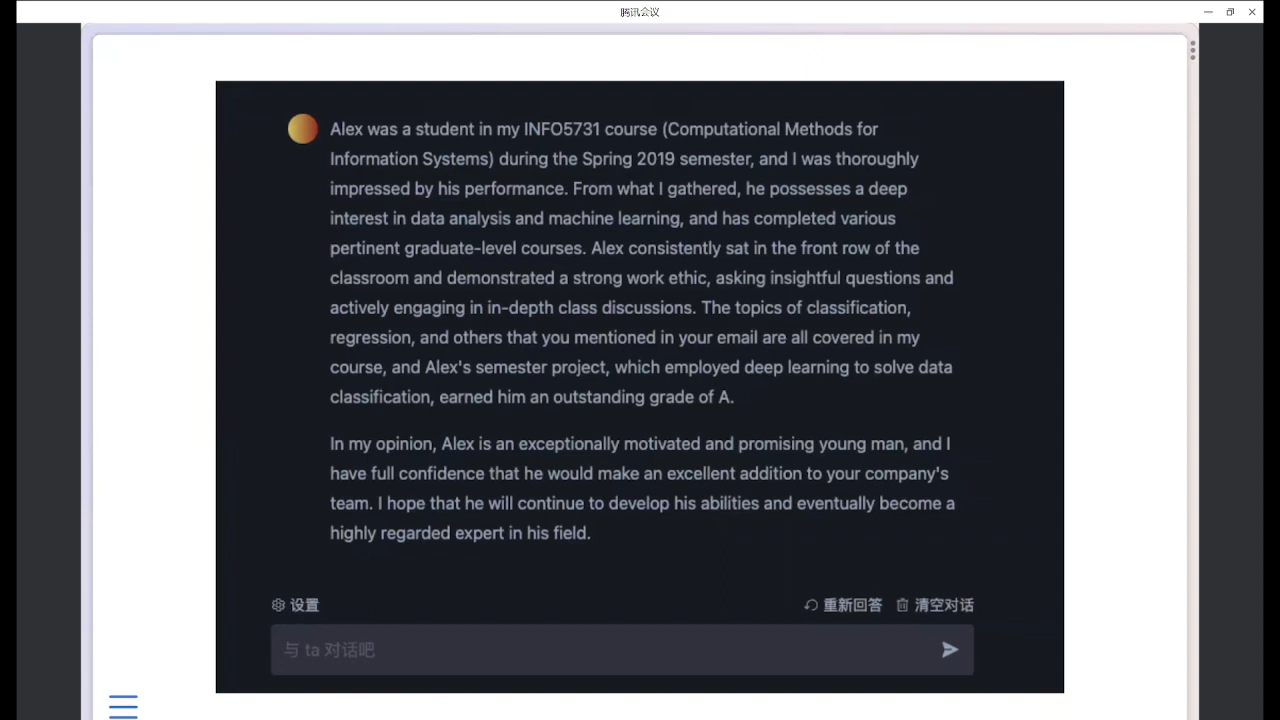 腾讯会议
Alex was a student in my INFO5731 course (Computational Methods for
Information Systems) during the Spring 2019 semester, and I was thoroughly
impressed by his performance. From what I gathered, he possesses a deep
interest in data analysis and machine learning, and has completed various
pertinent graduate-level courses. Alex consistently sat in the front row of the
classroom and demonstrated a strong work ethic, asking insightful questions and
actively engaging in in-depth class discussions. The topics of classification,
regression, and others that you mentioned in your email are all covered in my
course, and Alex's semester project, which employed deep learning to solve data
classification, earned him an outstanding grade of A.
In my opinion, Alex is an exceptionally motivated and promising young man, and I
have full confidence that he would make an excellent addition to your company's
team. I hope that he will continue to develop his abilities and eventually become a
highly regarded expert in his field.
设置 重新回答 清空对话
与 ta 对话吧